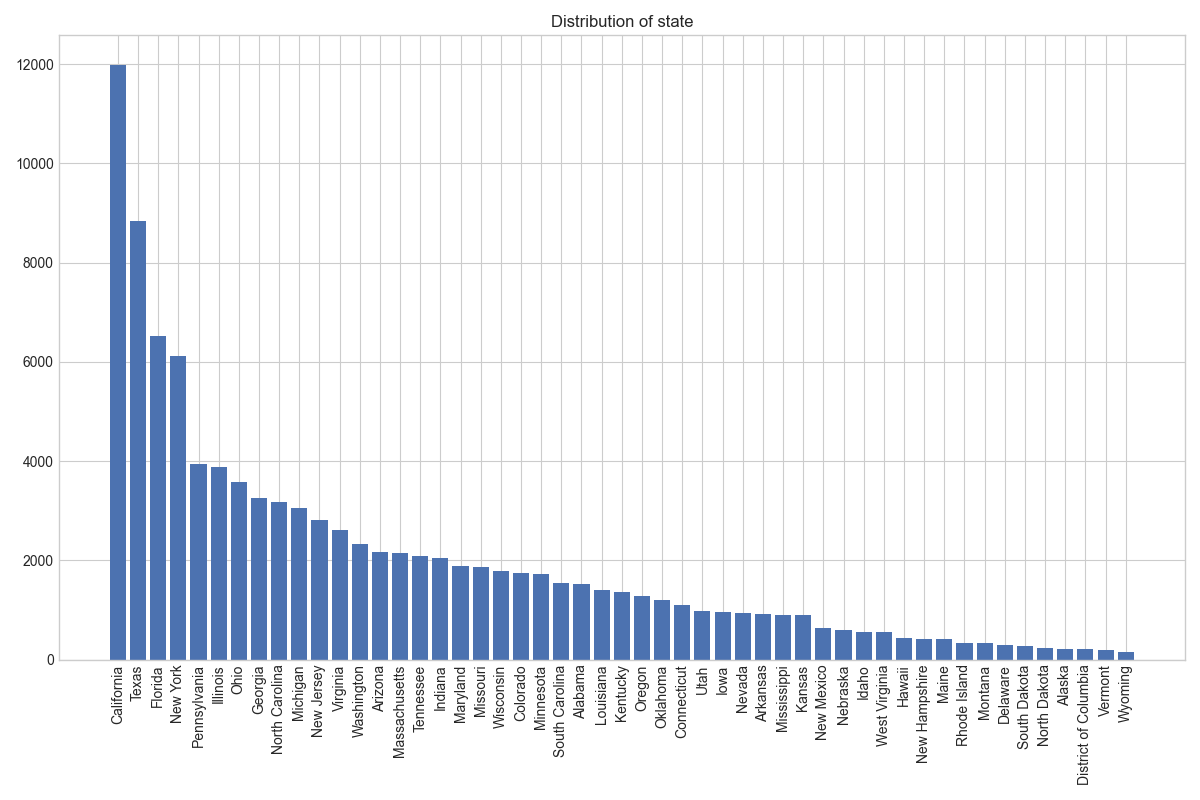 Distribution of state
12000
10000
8000
6000
4000
2000
0
California
Texas
Florida
New York
Pennsylvania
Illinois
Ohio
Georgia
North Carolina
Michigan
New Jersey
Virginia
Washington
Arizona
Massachusetts
Tennessee
Indiana
Maryland
Missouri
Wisconsin
Colorado
Minnesota
South Carolina
Alabama
Louisiana
Kentucky
Oregon
Oklahoma
Connecticut
Utah
Iowa
Nevada
Arkansas
Mississippi
Kansas
New Mexico
Nebraska
Idaho
West Virginia
Hawaii
New Hampshire
Maine
Rhode Island
Montana
Delaware
South Dakota
North Dakota
Alaska
District of Columbia
Vermont
Wyoming